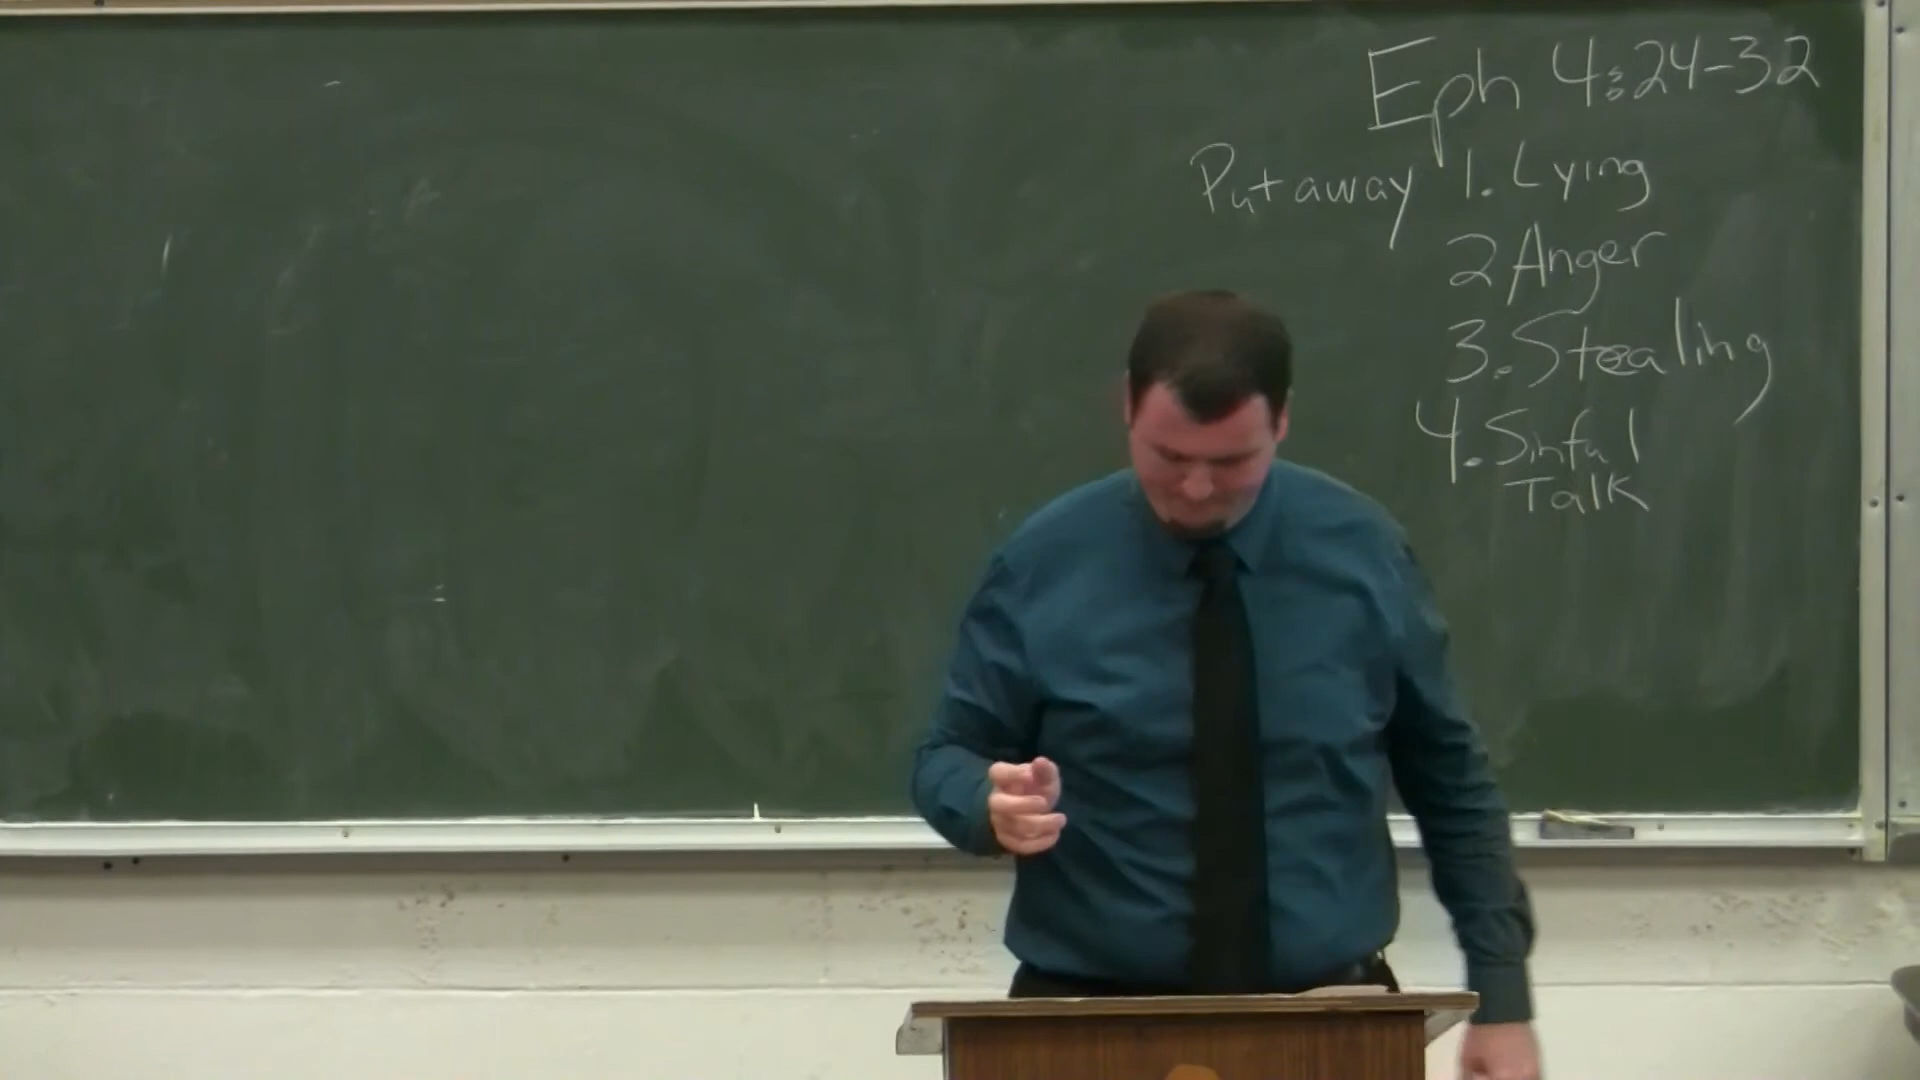 Eph 4:24-32
Put away 1. Lying
2 Anger
3. Stealing
4. Sinful
Talk